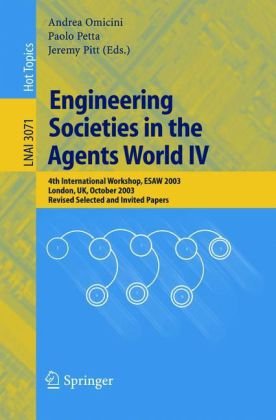 Andrea Omicini
Paolo Petta
Jeremy Pitt (Eds.)
Hot Topics
LNAI 3071
Engineering
Societies in the
Agents World IV
4th International Workshop, ESAW 2003
London, UK, October 2003
Revised Selected and Invited Papers
Springer